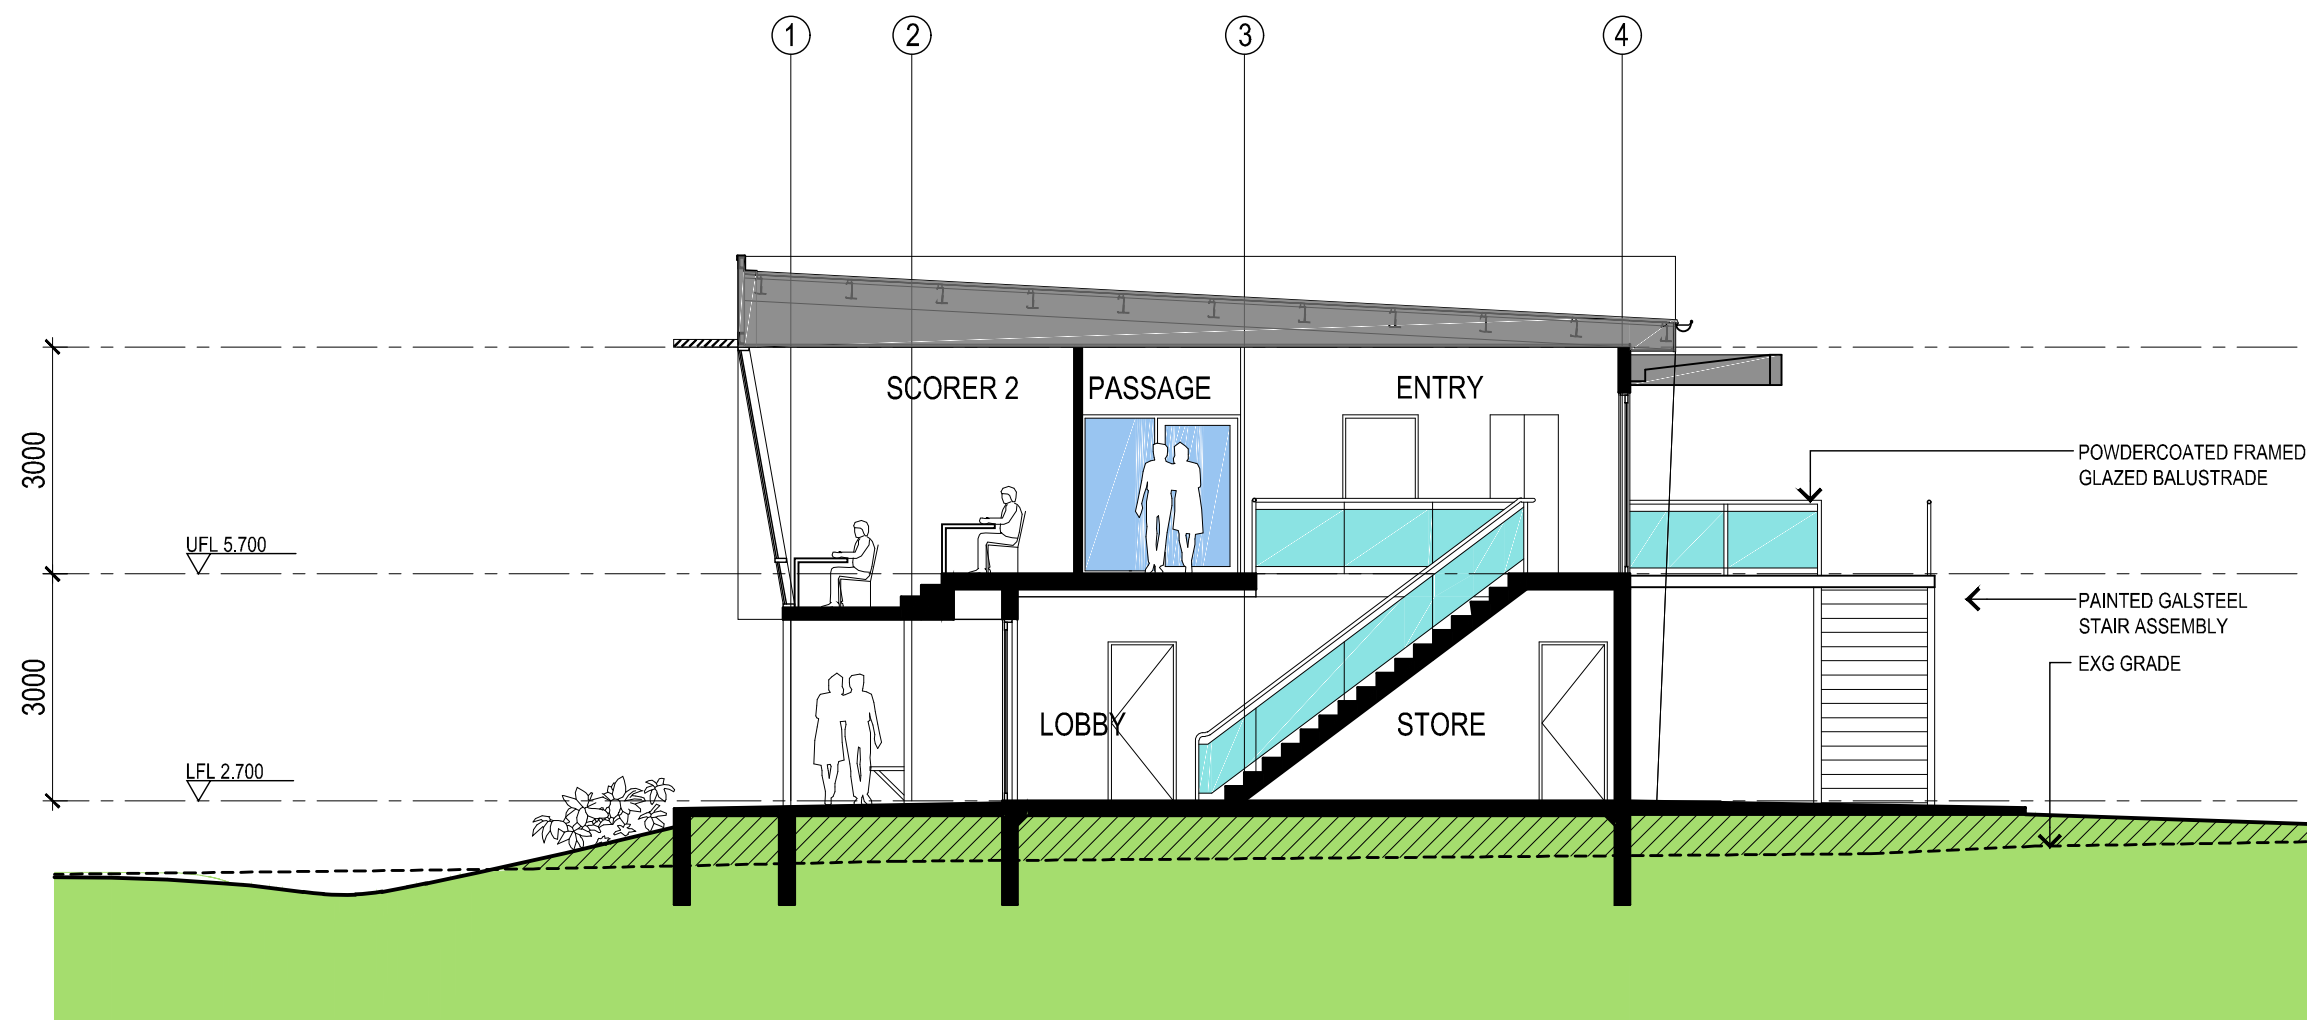 1 2 3 4
SCORER 2 PASSAGE ENTRY
3000
POWDERCOATED FRAMED
GLAZED BALUSTRADE
UFL 5.700
PAINTED GALSTEEL
STAIR ASSEMBLY
EXG GRADE
3000
LOBBY STORE
LFL 2.700